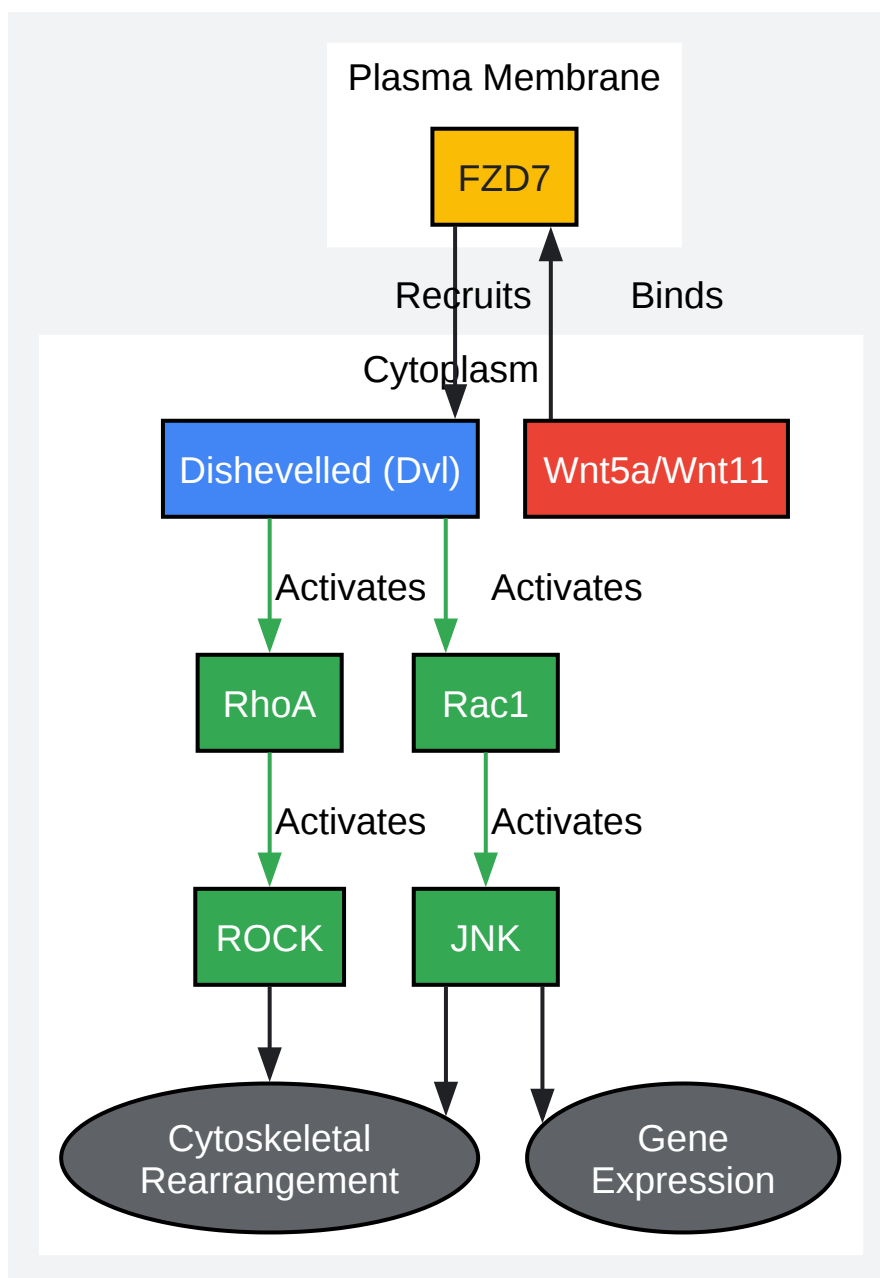 Plasma Membrane
FZD7
Recruits
Binds
Cytoplasm
Dishevelled (Dvl)
Wnt5a/Wnt11
Activates
Activates
RhoA
Rac1
Activates
Activates
ROCK
JNK
Cytoskeletal
Rearrangement
Gene
Expression